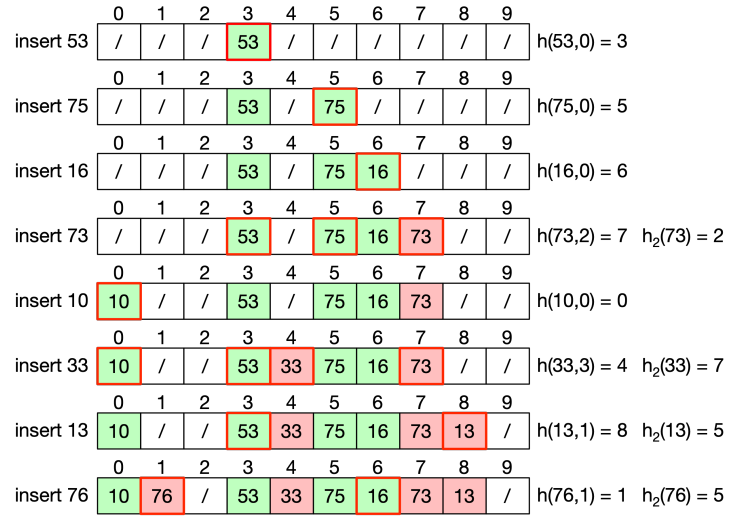 0 1 2 3 4 5 6 7 8 9
insert 53 / / / 53 / / / / / / h(53,0) = 3
0 1 2 3 4 5 6 7 8 9
insert 75 / / / 53 / 75 / / / / h(75,0) = 5
0 1 2 3 4 5 6 7 8 9
insert 16 / / / 53 / 75 16 / / / h(16,0) = 6
0 1 2 3 4 5 6 7 8 9
insert 73 / / / 53 / 75 16 73 / / h(73,2) = 7 h₂(73) = 2
0 1 2 3 4 5 6 7 8 9
insert 10 10 / / 53 / 75 16 73 / / h(10,0) = 0
0 1 2 3 4 5 6 7 8 9
insert 33 10 / / 53 33 75 16 73 / / h(33,3) = 4 h₂(33) = 7
0 1 2 3 4 5 6 7 8 9
insert 13 10 / / 53 33 75 16 73 13 / h(13,1) = 8 h₂(13) = 5
0 1 2 3 4 5 6 7 8 9
insert 76 10 76 / 53 33 75 16 73 13 / h(76,1) = 1 h₂(76) = 5